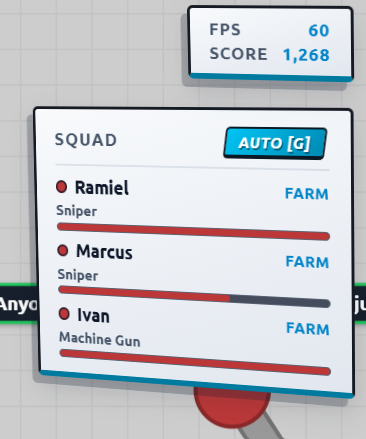 FPS 60
SCORE 1,268
SQUAD AUTO [G]
Ramiel FARM
Sniper
Marcus FARM
Sniper
Ivan FARM
Machine Gun